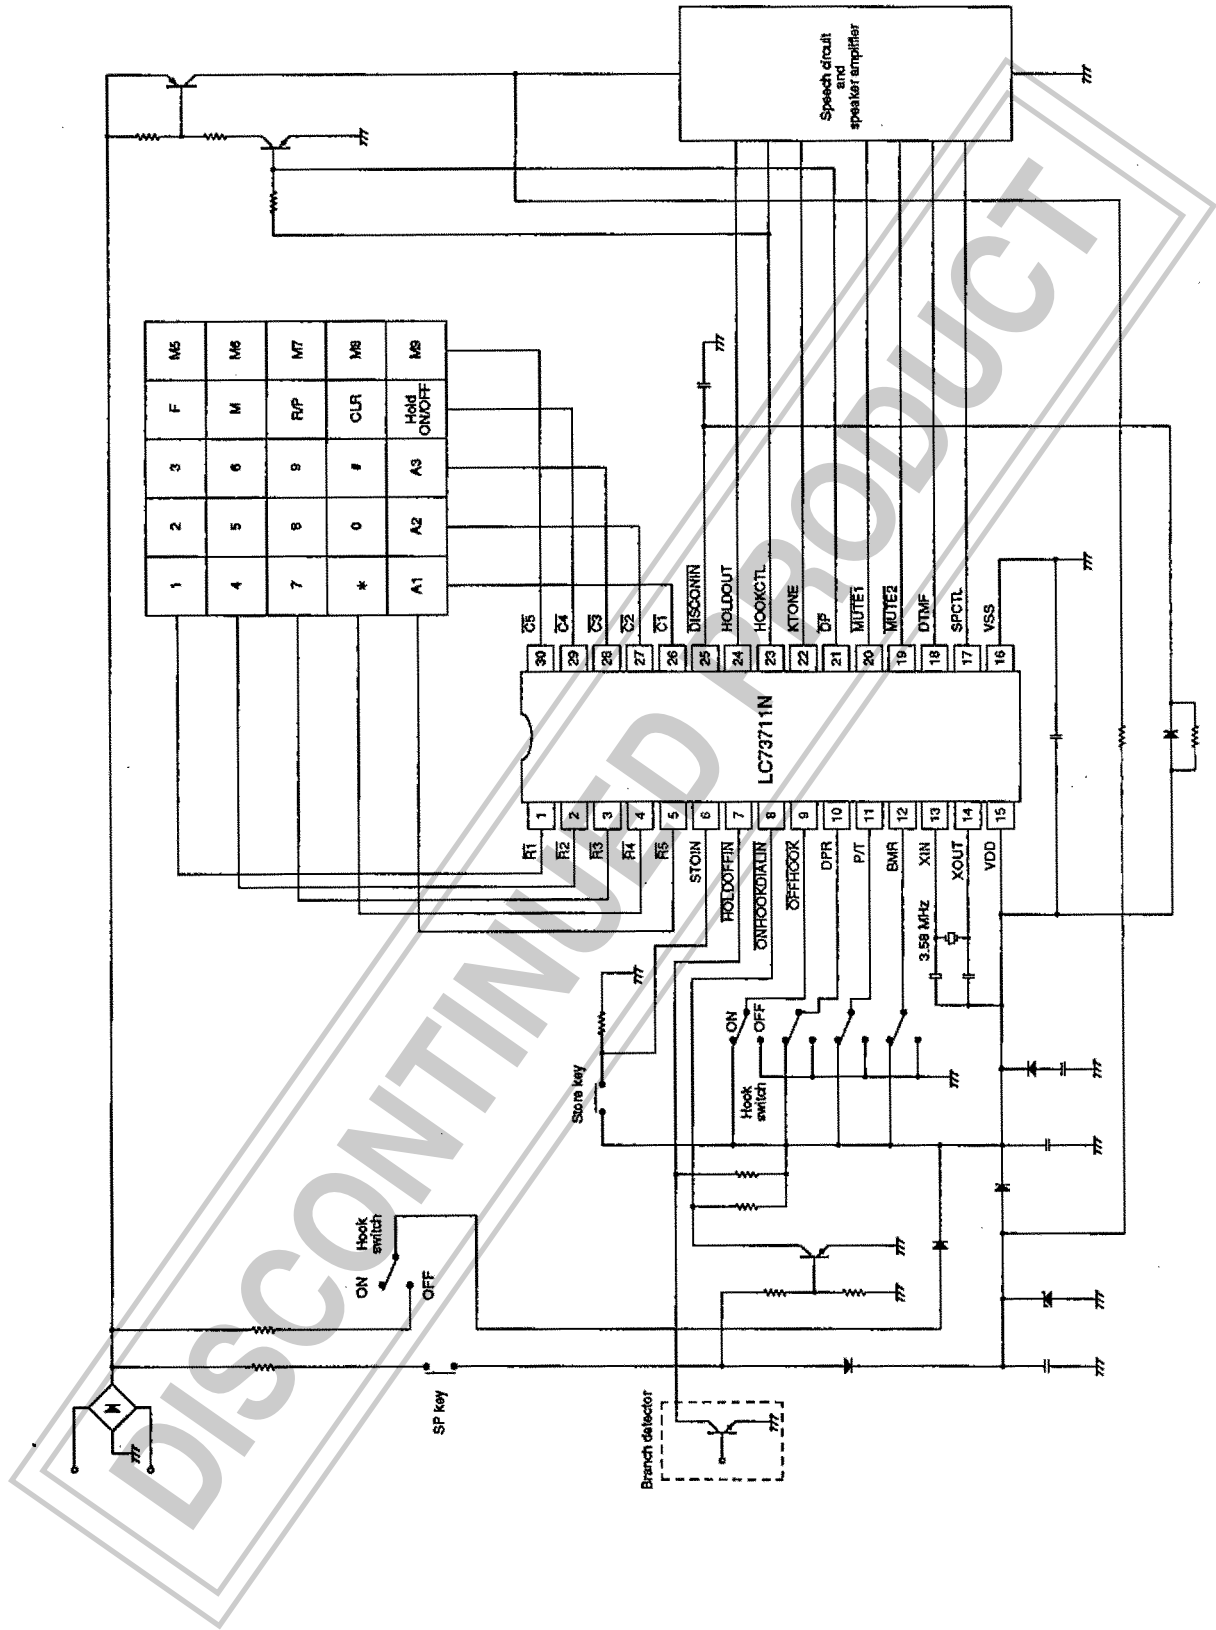 Speech circuit
and
speaker amplifier
1 2 3 F M5
4 5 6 M M6
7 8 9 R/P M7
* 0 # CLR M8
A1 A2 A3 Hold ON/OFF M9
C5
C4
C3
C2
C1
DISCONIN
HOLDOUT
HOOKCTL
KTONE
DP
MUTE1
MUTE2
DTMF
SPCTL
VSS
30 29 28 27 26 25 24 23 22 21 20 19 18 17 16
LC73711N
1 2 3 4 5 6 7 8 9 10 11 12 13 14 15
R1
R2
R3
R4
R5
STOIN
HOLDOFFIN
ONHOOKDIALIN
OFFHOOK
DPR
P/T
BMR
XIN
XOUT
VDD
3.58 MHz
Store key
ON
OFF
Hook
switch
Hook
switch
ON
OFF
SP key
Branch detector
DISCONTINUED PRODUCT